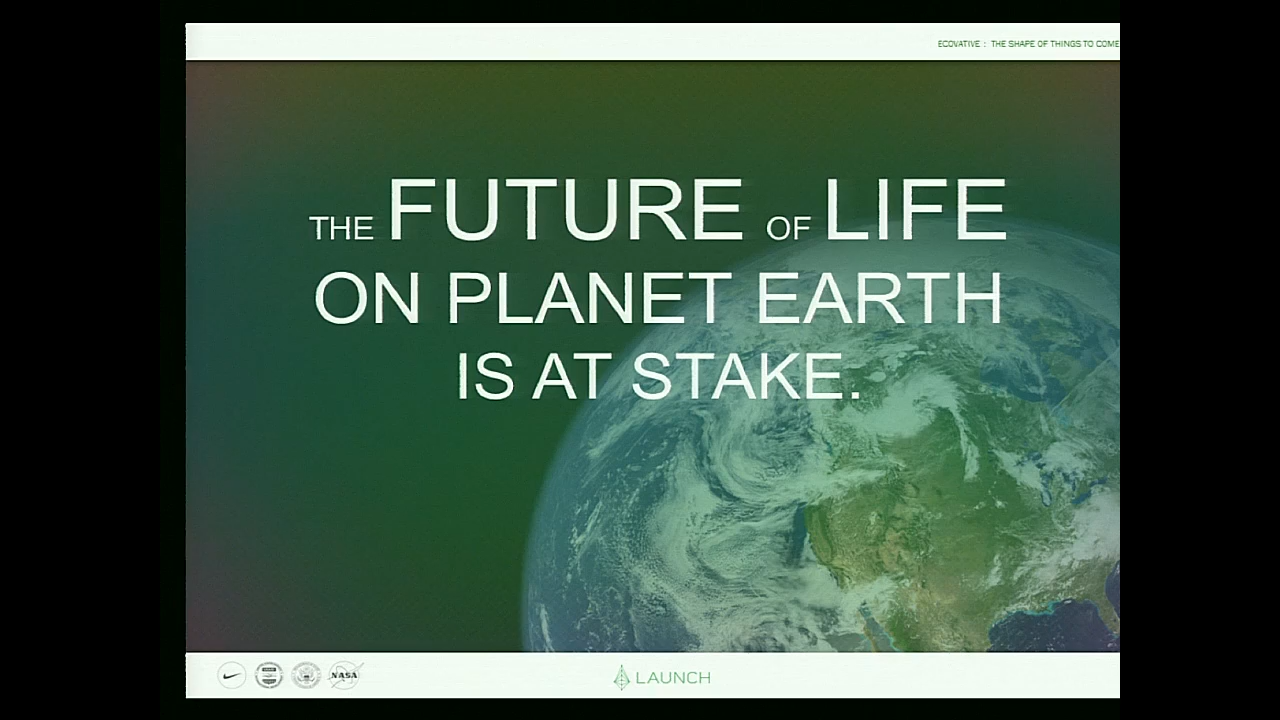 ECOVATIVE : THE SHAPE OF THINGS TO COME
THE FUTURE OF LIFE
ON PLANET EARTH
IS AT STAKE.
NASA
LAUNCH